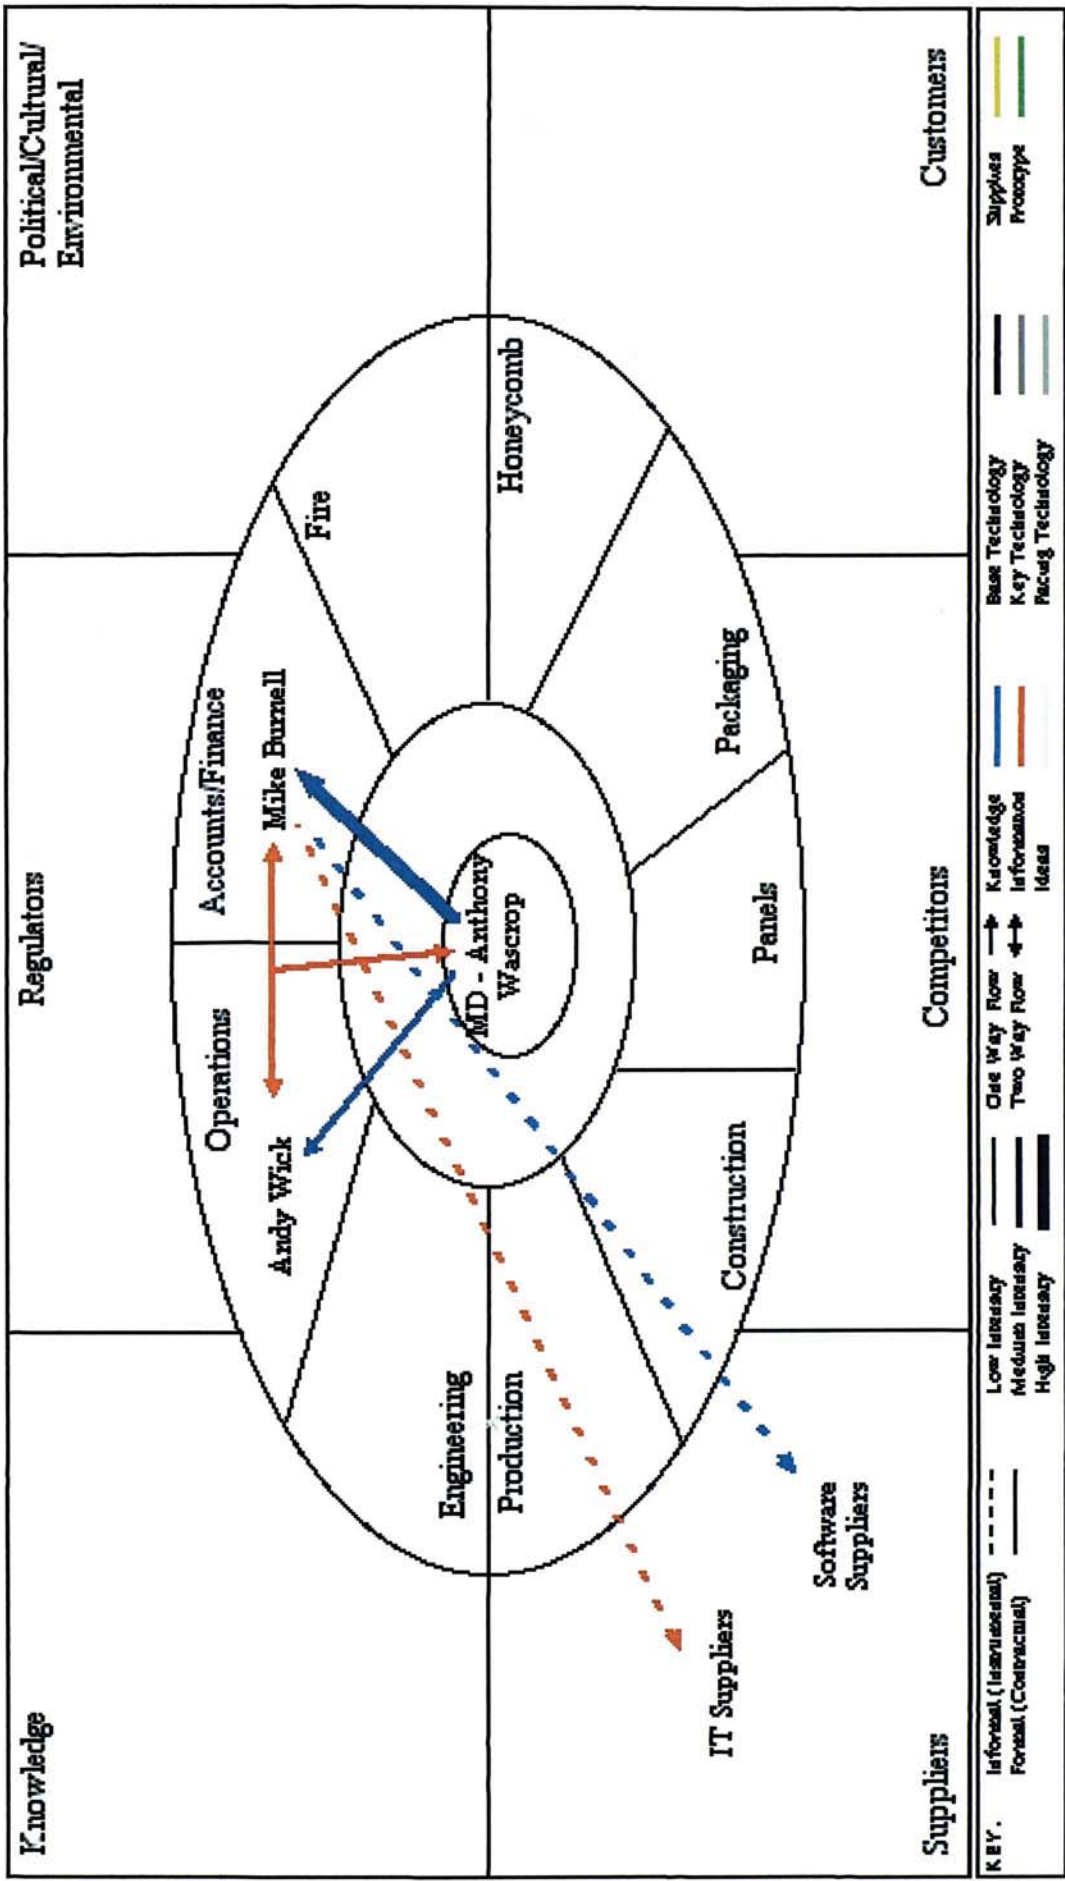 Knowledge
Regulators
Political/Cultural/
Environmental
Operations
Accounts/Finance
Andy Wick
Mike Burnell
Fire
Engineering
Production
MD - Anthony
Wascrop
Honeycomb
Construction
Panels
Packaging
IT Suppliers
Software
Suppliers
Suppliers
Competitors
Customers
KEY. Informal (Instrumental) Low Intensity One Way Flow Knowledge Base Technology Supplies
Formal (Contractual) Medium Intensity Two Way Flow Information Key Technology Prototype
High Intensity Ideas Pacing Technology